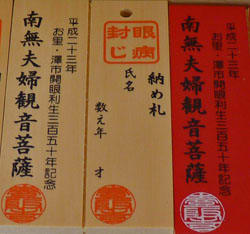 平成二十三年
お里・澤市開眼利生三百五十年記念
南無夫婦観音菩薩
眼病
封じ
納め札
氏名
数え年 才
平成二十三年
お里・澤市開眼利生三百五十年記念
南無夫婦観音菩薩